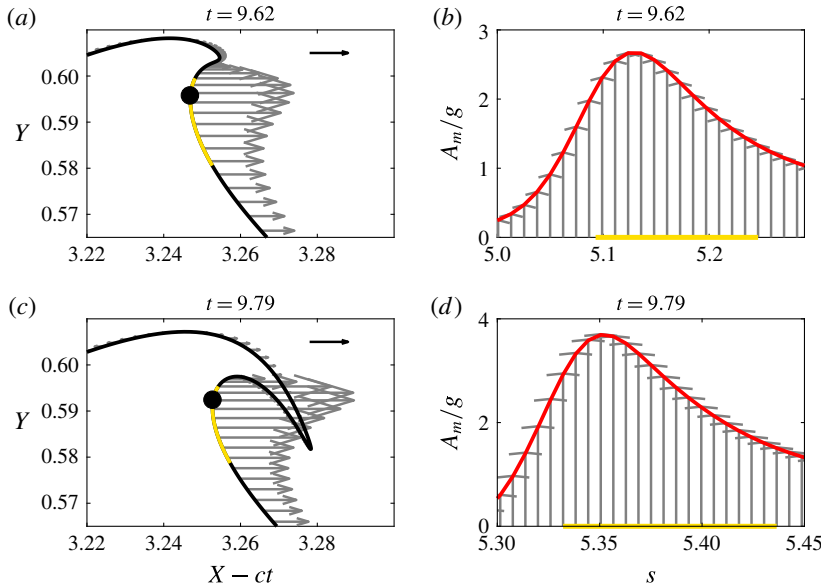 (a) t = 9.62
Y
0.60
0.59
0.58
0.57
3.22 3.24 3.26 3.28
(b) t = 9.62
A_m/g
3
2
1
0
5.0 5.1 5.2
(c) t = 9.79
Y
0.60
0.59
0.58
0.57
3.22 3.24 3.26 3.28
X − ct
(d) t = 9.79
A_m/g
4
2
0
5.30 5.35 5.40 5.45
s